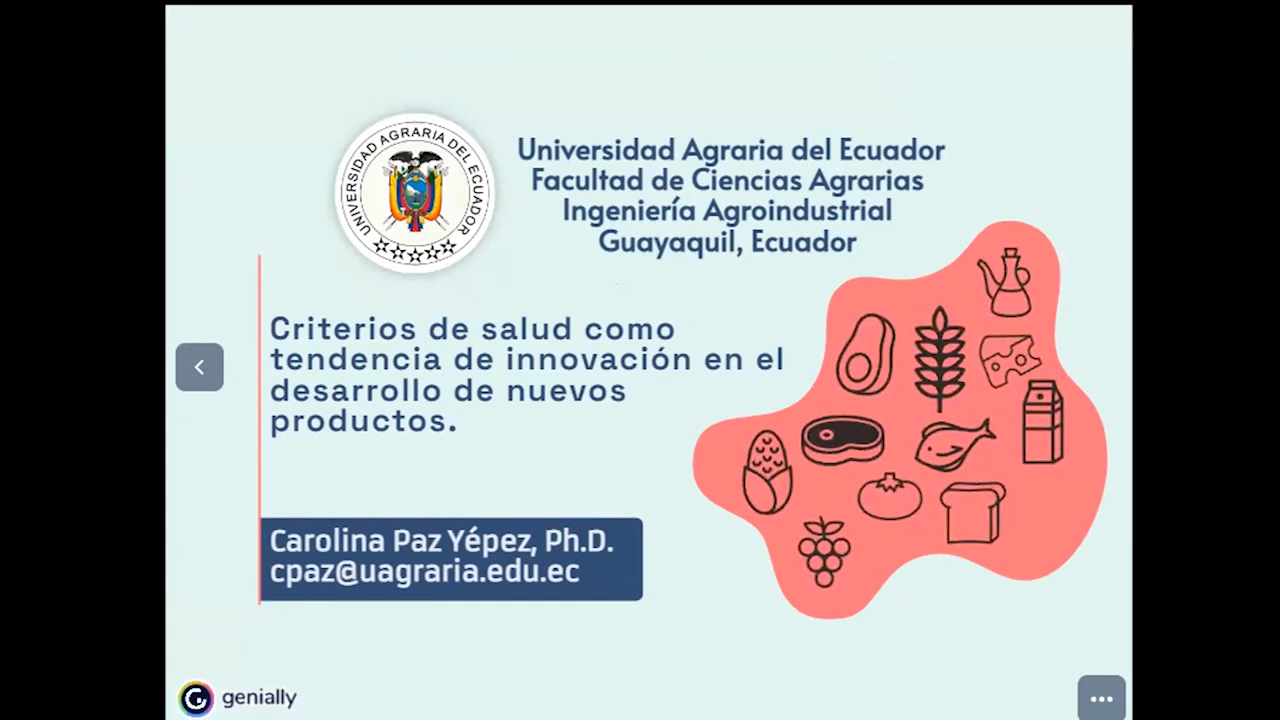 UNIVERSIDAD AGRARIA DEL ECUADOR
Universidad Agraria del Ecuador
Facultad de Ciencias Agrarias
Ingeniería Agroindustrial
Guayaquil, Ecuador
Criterios de salud como
tendencia de innovación en el
desarrollo de nuevos
productos.
Carolina Paz Yépez, Ph.D.
cpaz@uagraria.edu.ec
genially